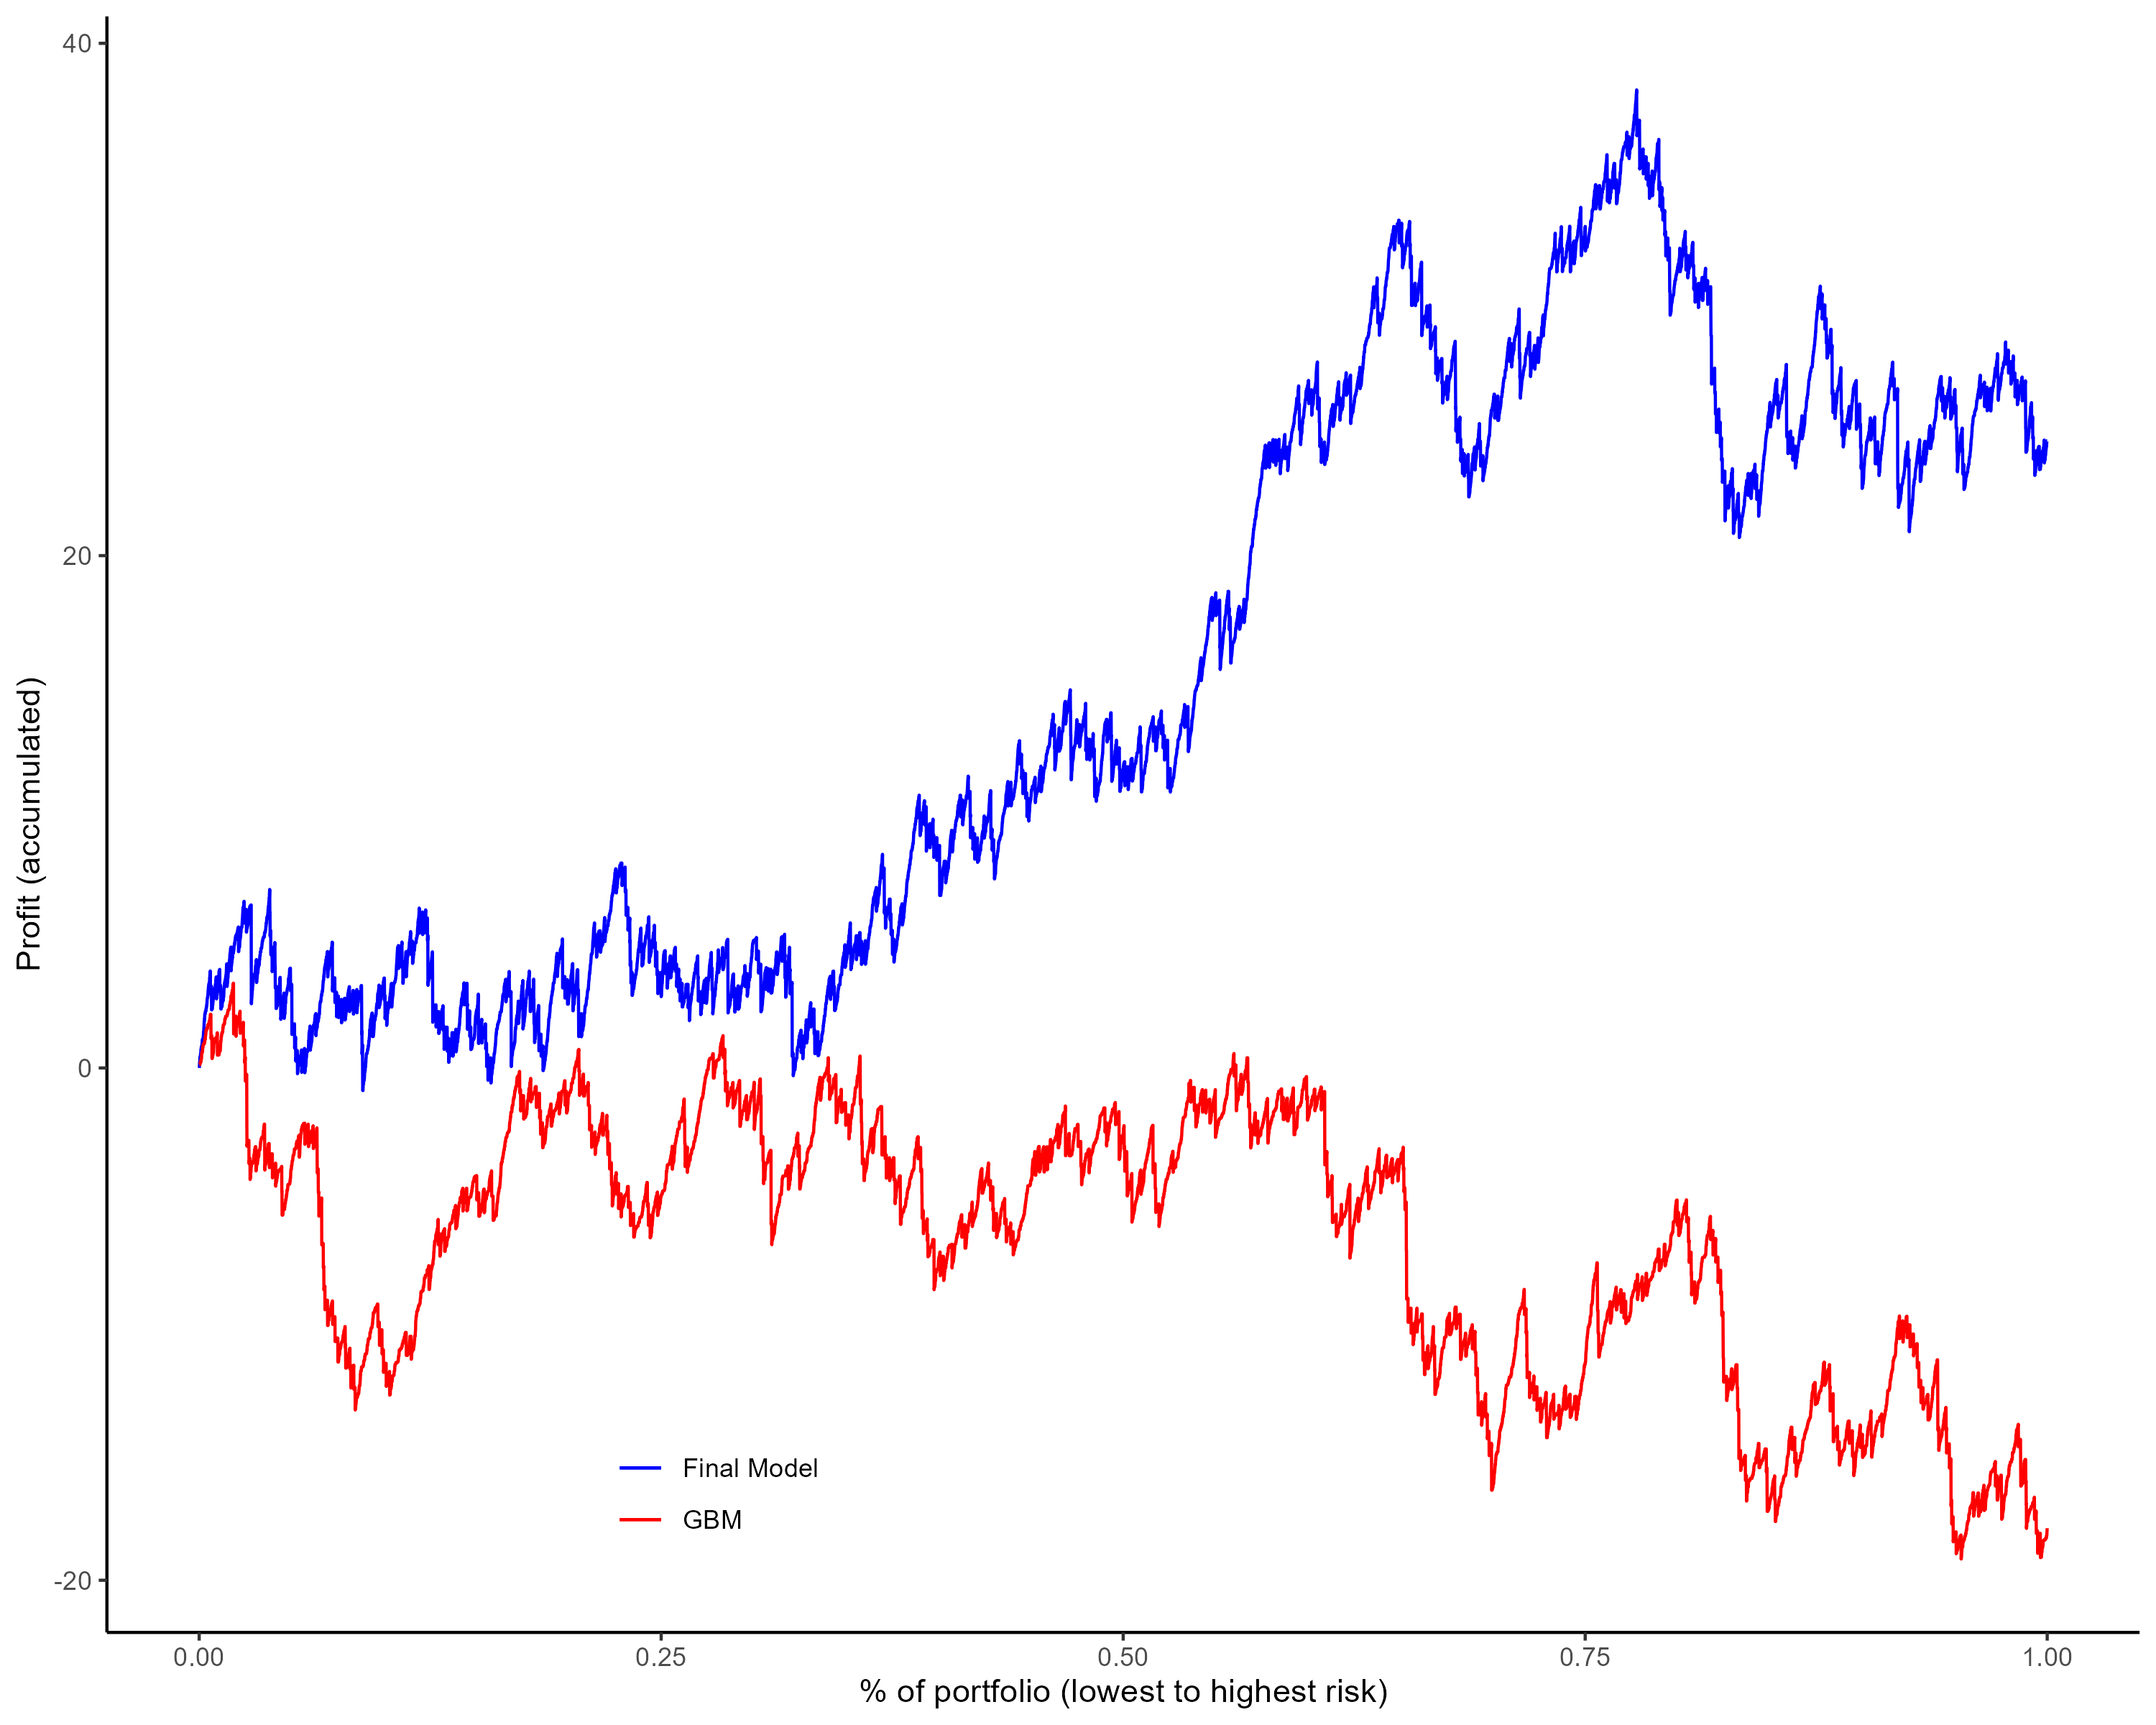 40
20
0
-20
Profit (accumulated)
Final Model
GBM
0.00 0.25 0.50 0.75 1.00
% of portfolio (lowest to highest risk)